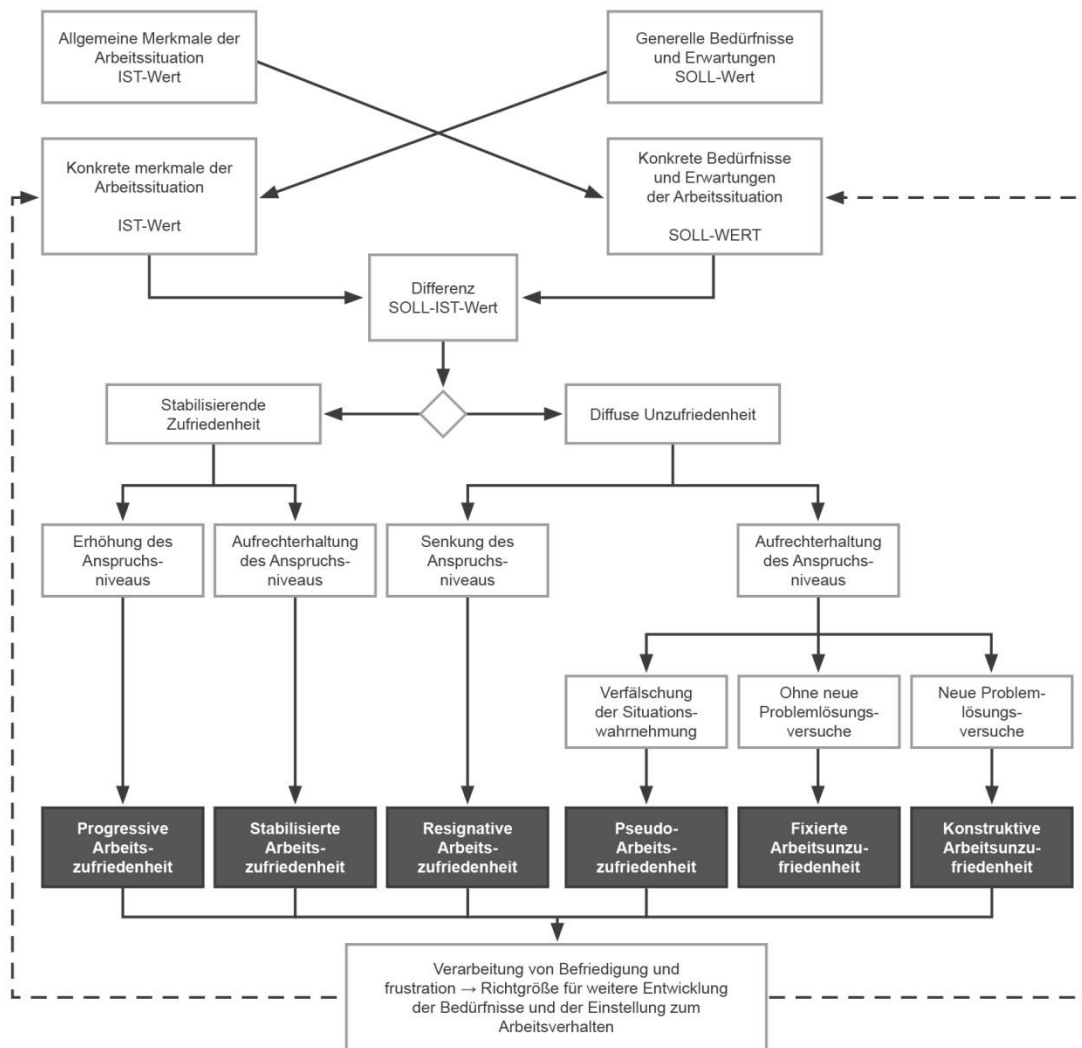 Allgemeine Merkmale der
Arbeitssituation
IST-Wert
Generelle Bedürfnisse
und Erwartungen
SOLL-Wert
Konkrete merkmale der
Arbeitssituation
IST-Wert
Konkrete Bedürfnisse
und Erwartungen
der Arbeitssituation
SOLL-WERT
Differenz
SOLL-IST-Wert
Stabilisierende
Zufriedenheit
Diffuse Unzufriedenheit
Erhöhung des
Anspruchs-
niveaus
Aufrechterhaltung
des Anspruchs-
niveaus
Senkung des
Anspruchs-
niveaus
Aufrechterhaltung
des Anspruchs-
niveaus
Verfälschung
der Situations-
wahrnehmung
Ohne neue
Problemlösungs-
versuche
Neue Problem-
lösungs-
versuche
Progressive
Arbeits-
zufriedenheit
Stabilisierte
Arbeits-
zufriedenheit
Resignative
Arbeits-
zufriedenheit
Pseudo-
Arbeits-
zufriedenheit
Fixierte
Arbeitsunzu-
friedenheit
Konstruktive
Arbeitsunzu-
friedenheit
Verarbeitung von Befriedigung und
frustration → Richtgröße für weitere Entwicklung
der Bedürfnisse und der Einstellung zum
Arbeitsverhalten